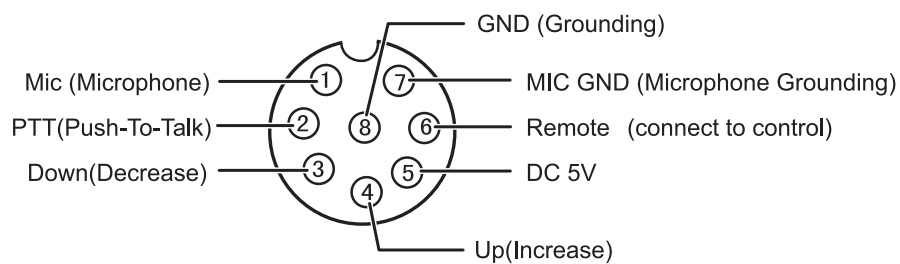 GND (Grounding)
Mic (Microphone)
1
7
MIC GND (Microphone Grounding)
PTT(Push-To-Talk)
2
8
6
Remote (connect to control)
Down(Decrease)
3
5
DC 5V
4
Up(Increase)